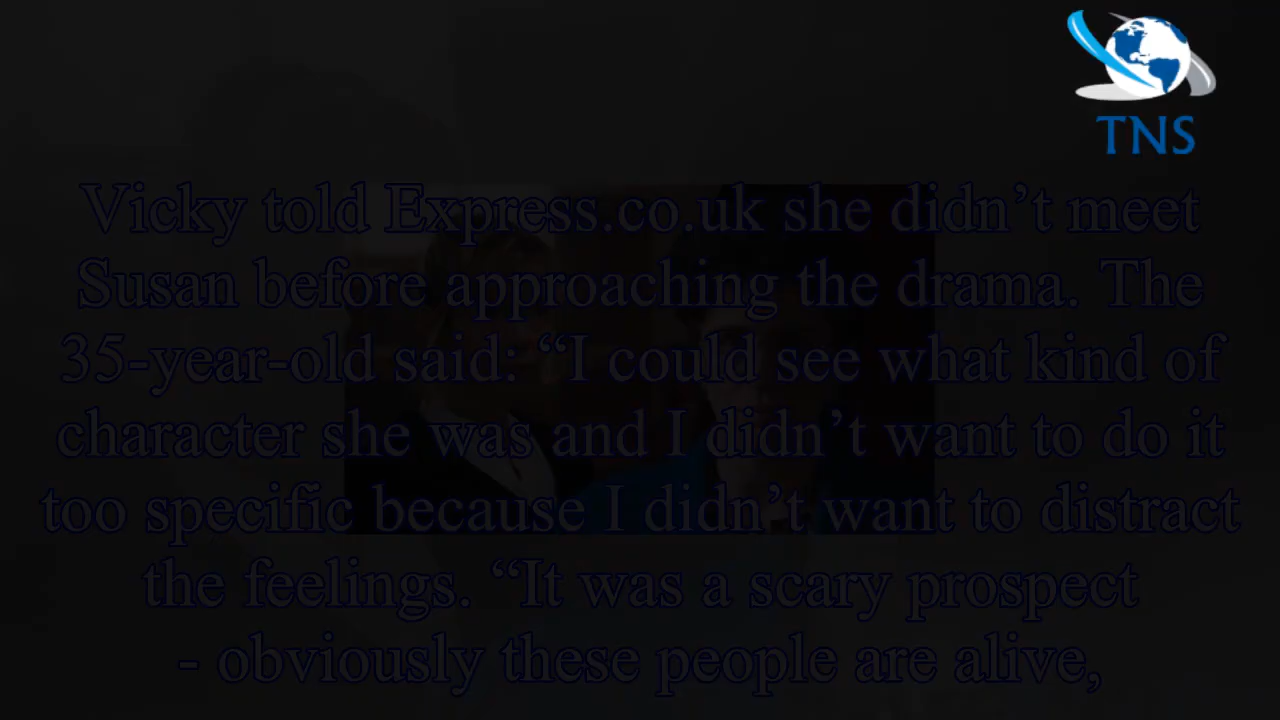 TNS
Vicky told Express.co.uk she didn’t meet
Susan before approaching the drama. The
35-year-old said: “I could see what kind of
character she was and I didn’t want to do it
too specific because I didn’t want to distract
the feelings. “It was a scary prospect
- obviously these people are alive,